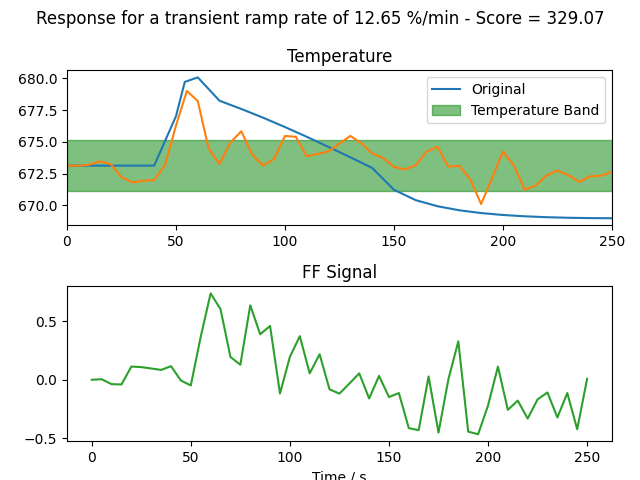 Response for a transient ramp rate of 12.65 %/min - Score = 329.07
Temperature
680.0
677.5
675.0
672.5
670.0
Original
Temperature Band
0 50 100 150 200 250
FF Signal
0.5
0.0
−0.5
0 50 100 150 200 250
Time / s